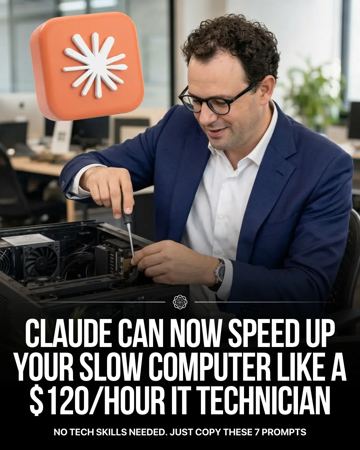 CLAUDE CAN NOW SPEED UP
YOUR SLOW COMPUTER LIKE A
$120/HOUR IT TECHNICIAN
NO TECH SKILLS NEEDED. JUST COPY THESE 7 PROMPTS